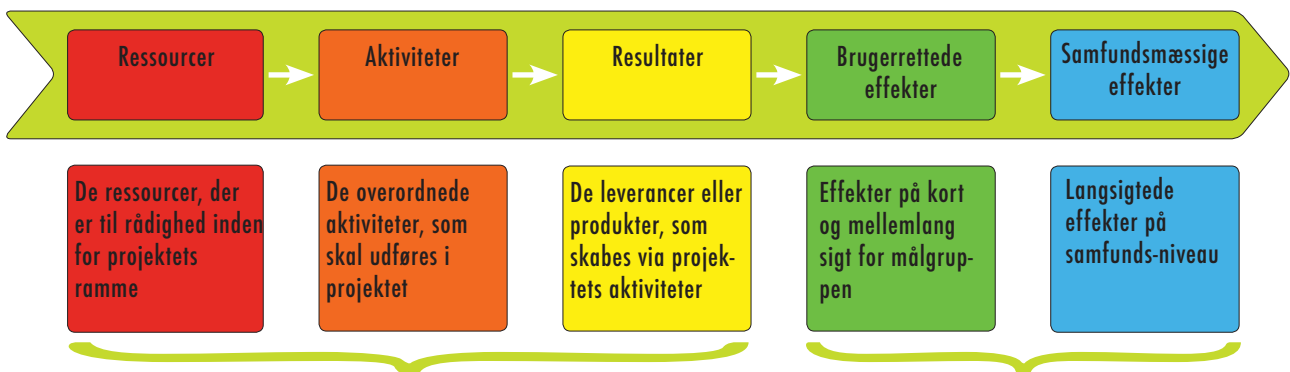 Ressourcer
Aktiviteter
Resultater
Brugerrettede
effekter
Samfundsmæssige
effekter
De ressourcer, der
er til rådighed inden
for projektets
ramme
De overordnede
aktiviteter, som
skal udføres i
projektet
De leverancer eller
produkter, som
skabes via projek-
tets aktiviteter
Effekter på kort
og mellemlang
sigt for målgrup-
pen
Langsigtede
effekter på
samfunds-niveau